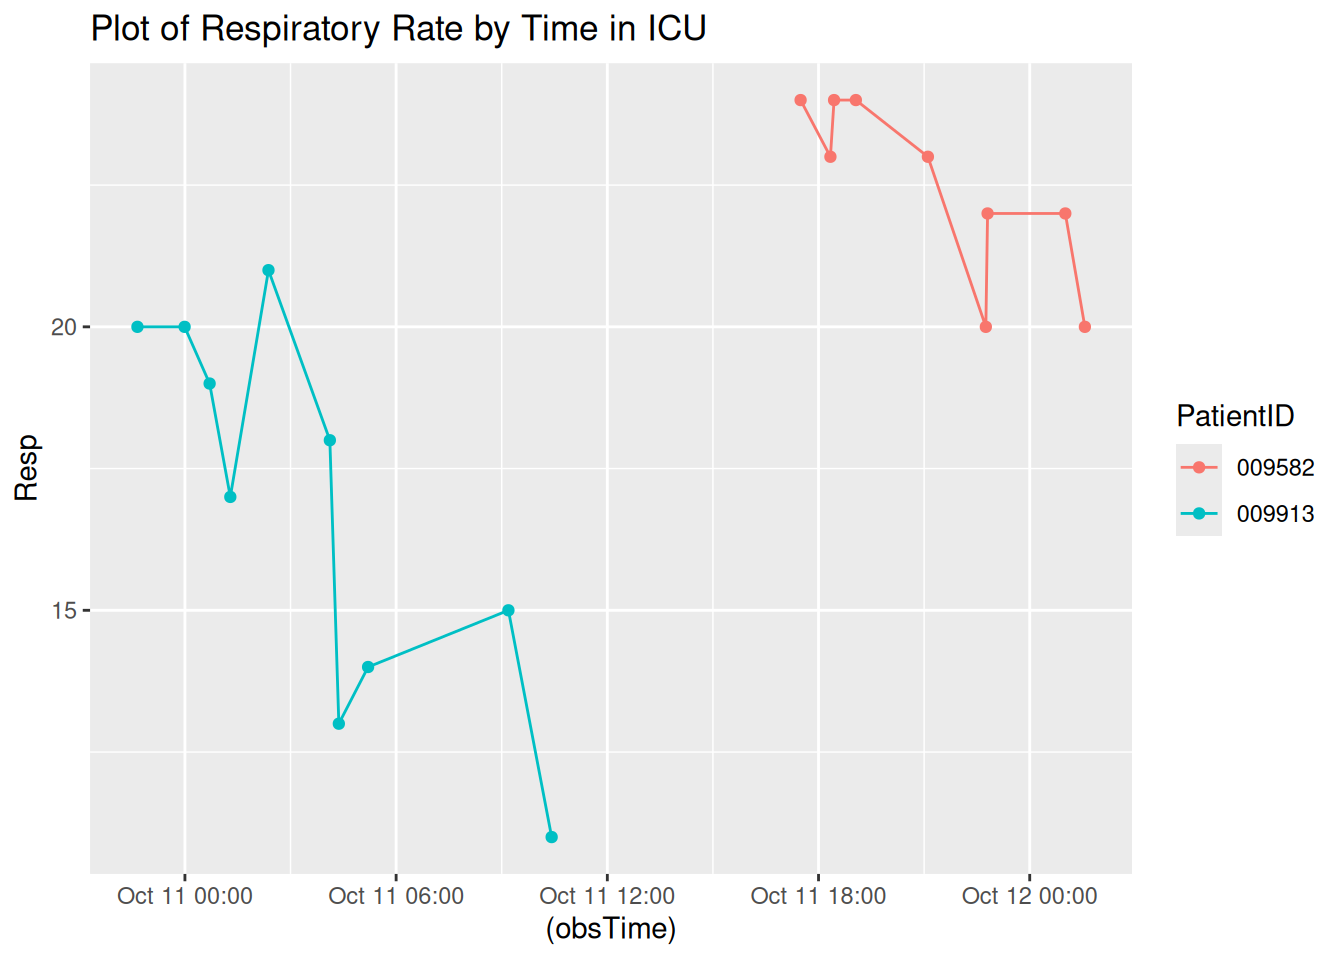 Plot of Respiratory Rate by Time in ICU
Resp
20
15
Oct 11 00:00
Oct 11 06:00
Oct 11 12:00
Oct 11 18:00
Oct 12 00:00
(obsTime)
PatientID
009582
009913